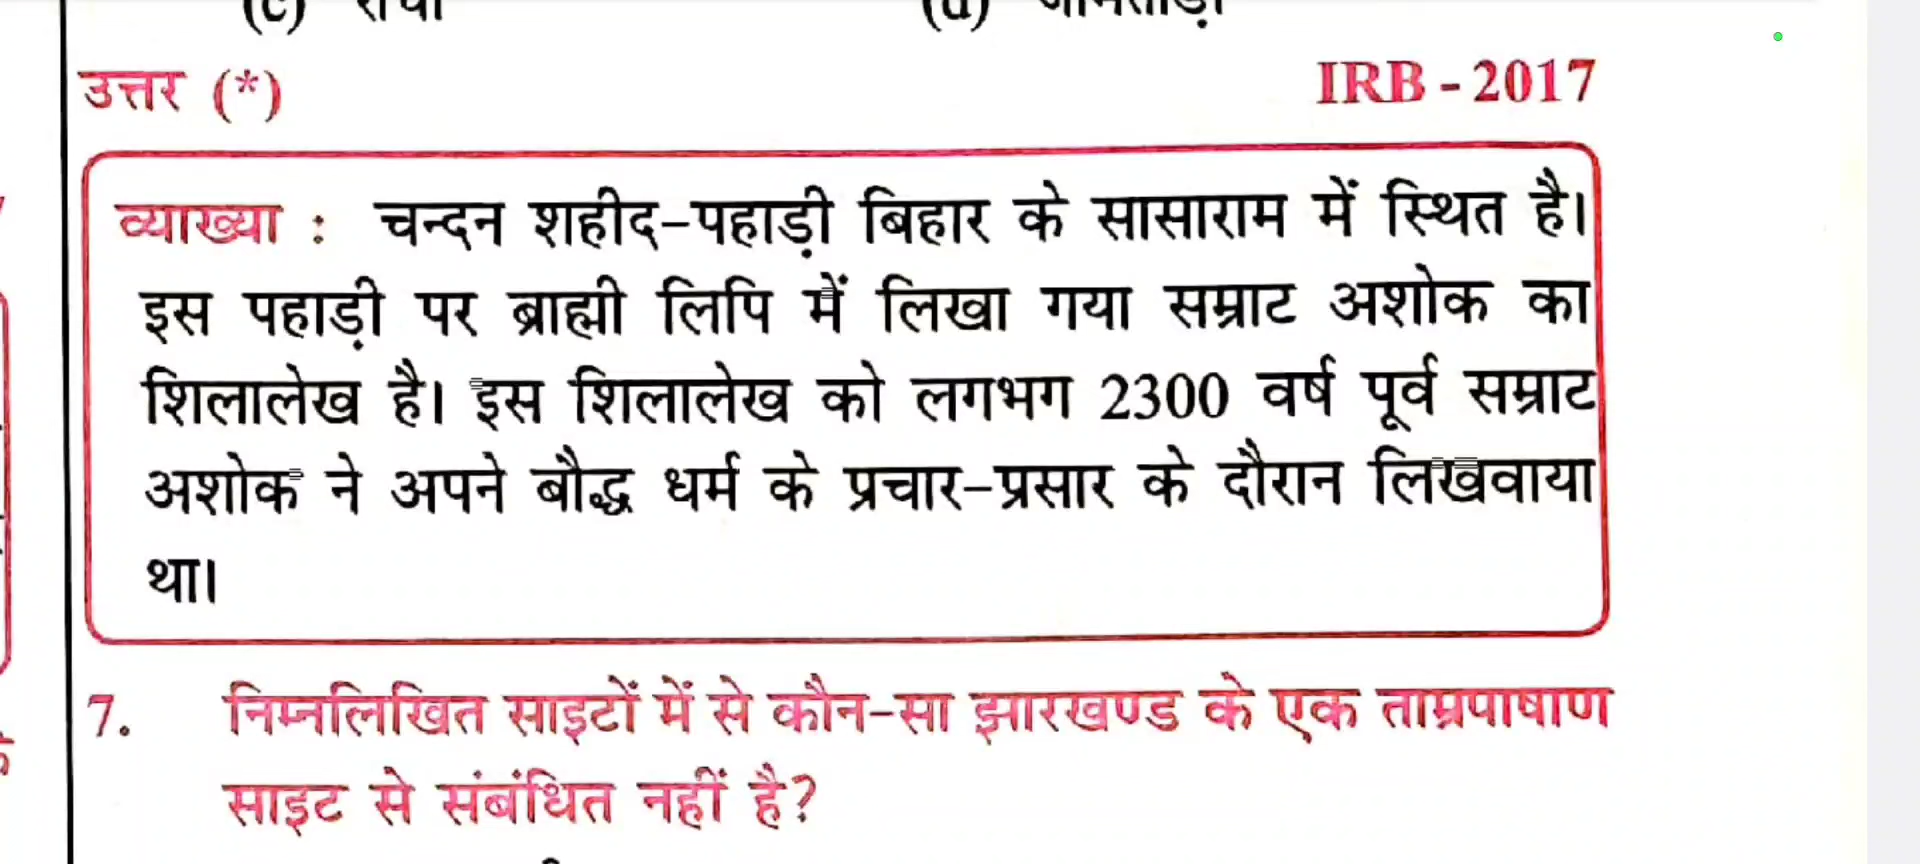 (c) रांची (d) जामताड़ा
उत्तर (*) IRB - 2017
व्याख्या : चन्दन शहीद-पहाड़ी बिहार के सासाराम में स्थित है।
इस पहाड़ी पर ब्राह्मी लिपि में लिखा गया सम्राट अशोक का
शिलालेख है। इस शिलालेख को लगभग 2300 वर्ष पूर्व सम्राट
अशोक ने अपने बौद्ध धर्म के प्रचार-प्रसार के दौरान लिखवाया
था।
7. निम्नलिखित साइटों में से कौन-सा झारखण्ड के एक ताम्रपाषाण
साइट से संबंधित नहीं है?